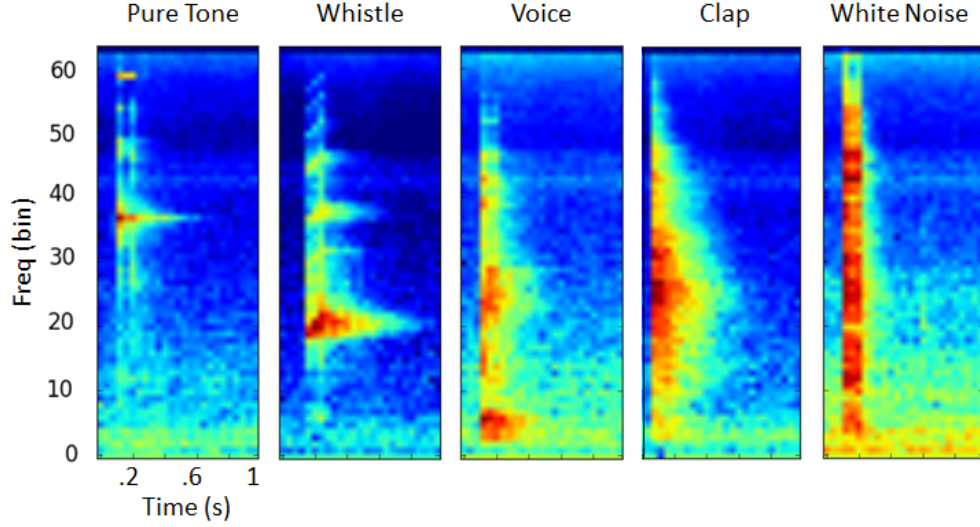 Pure Tone
Whistle
Voice
Clap
White Noise
Freq (bin)
60
50
40
30
20
10
0
.2 .6 1
Time (s)